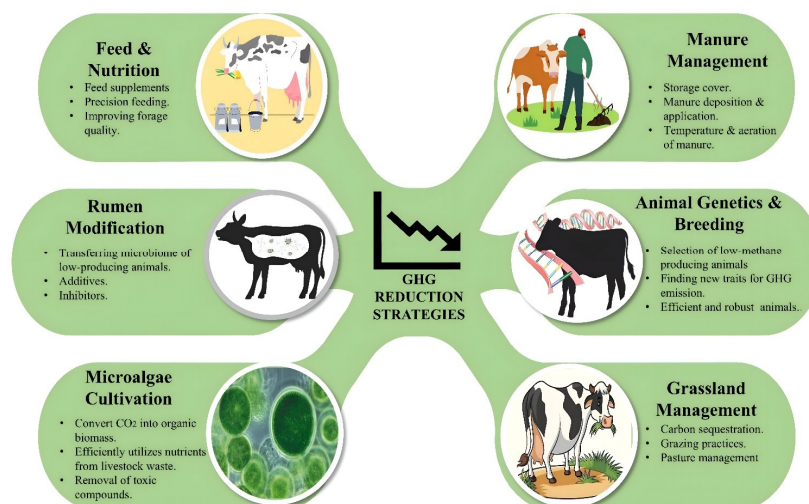 Feed &
Nutrition
• Feed supplements
• Precision feeding.
• Improving forage
quality.
Manure
Management
• Storage cover.
• Manure deposition &
application.
• Temperature & aeration
of manure.
Rumen
Modification
• Transferring microbiome of
low-producing animals.
• Additives.
• Inhibitors.
GHG
REDUCTION
STRATEGIES
Animal Genetics &
Breeding
• Selection of low-methane
producing animals
• Finding new traits for GHG
emission.
• Efficient and robust animals.
Microalgae
Cultivation
• Convert CO2 into organic
biomass.
• Efficiently utilizes nutrients
from livestock waste.
• Removal of toxic
compounds.
Grassland
Management
• Carbon sequestration.
• Grazing practices.
• Pasture management